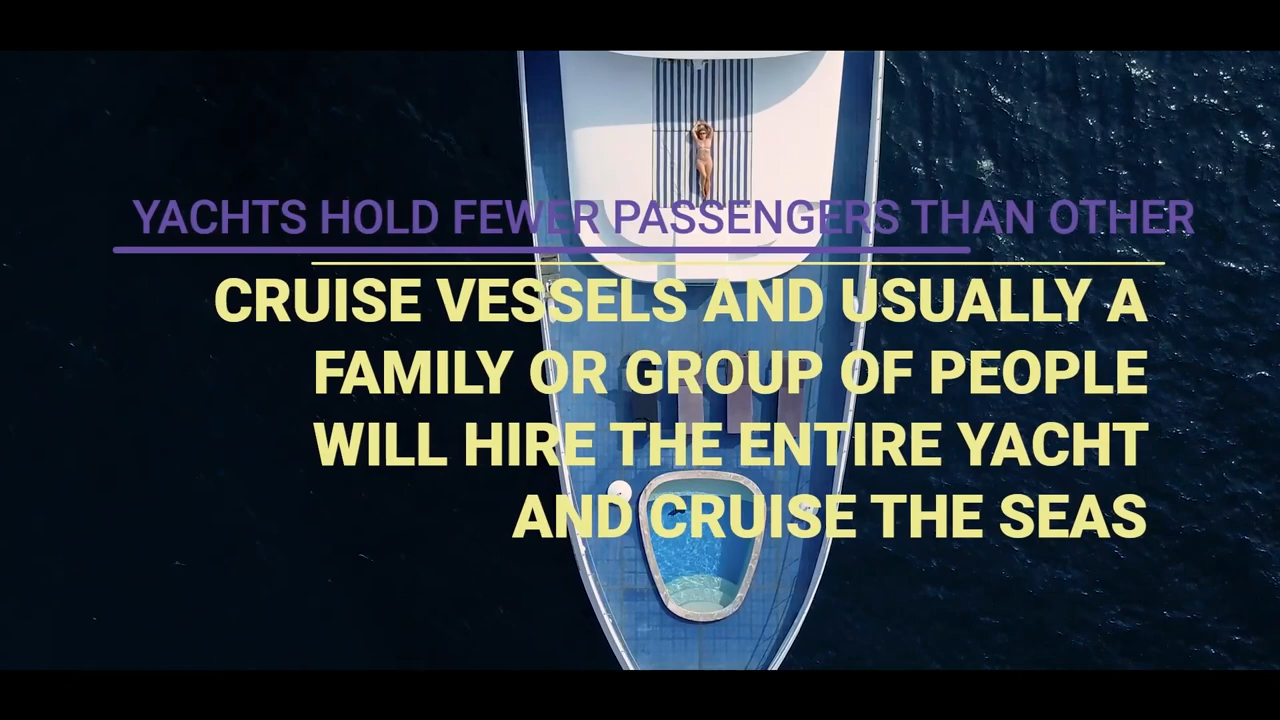 YACHTS HOLD FEWER PASSENGERS THAN OTHER
CRUISE VESSELS AND USUALLY A
FAMILY OR GROUP OF PEOPLE
WILL HIRE THE ENTIRE YACHT
AND CRUISE THE SEAS